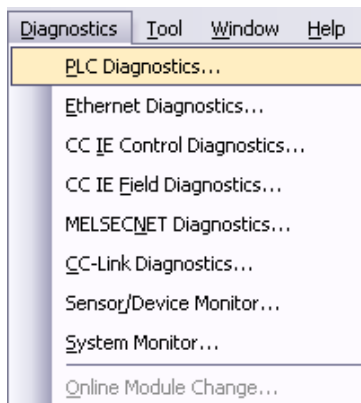 Diagnostics Tool Window Help
PLC Diagnostics...
Ethernet Diagnostics...
CC IE Control Diagnostics...
CC IE Field Diagnostics...
MELSECNET Diagnostics...
CC-Link Diagnostics...
Sensor/Device Monitor...
System Monitor...
Online Module Change...